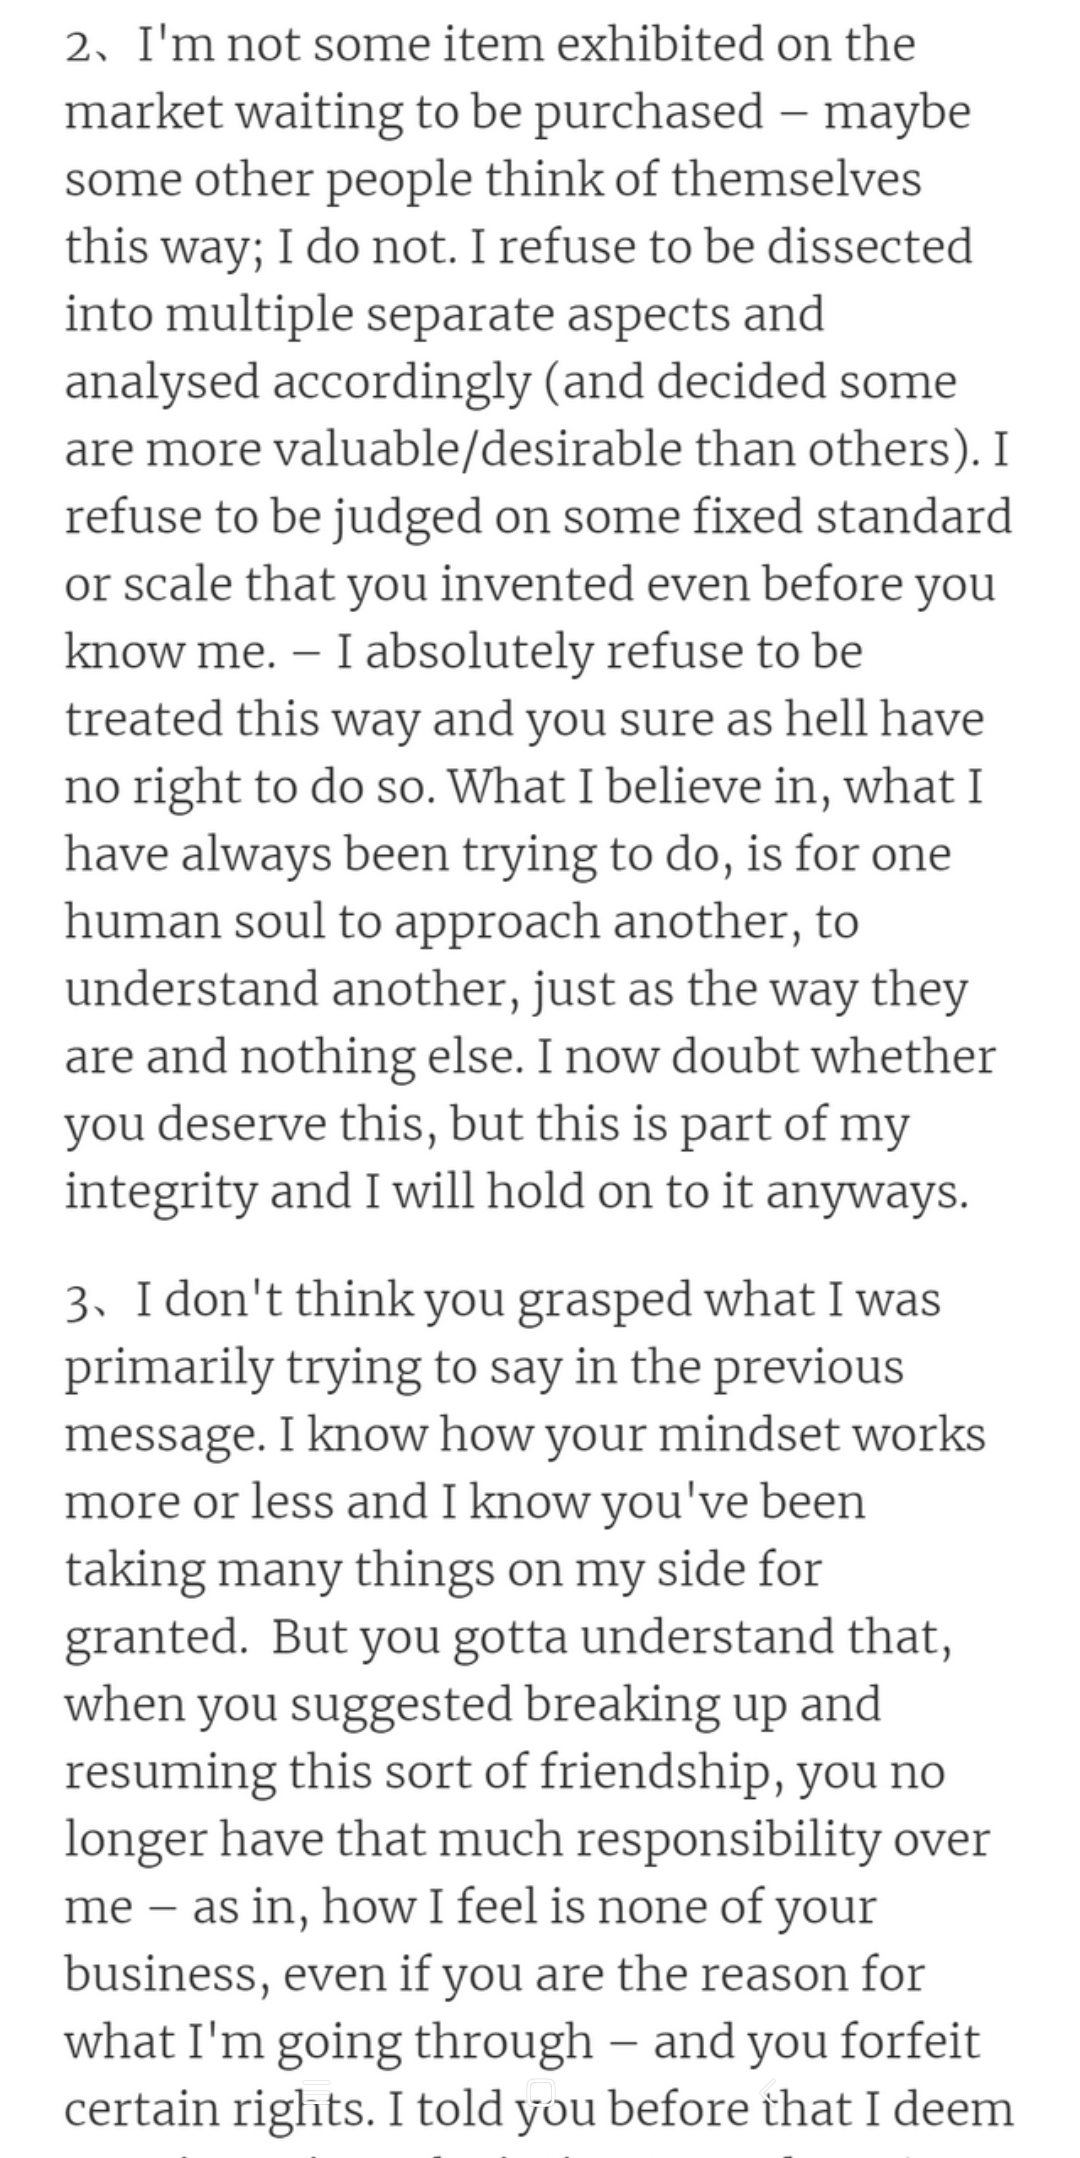 2、I'm not some item exhibited on the
market waiting to be purchased – maybe
some other people think of themselves
this way; I do not. I refuse to be dissected
into multiple separate aspects and
analysed accordingly (and decided some
are more valuable/desirable than others). I
refuse to be judged on some fixed standard
or scale that you invented even before you
know me. – I absolutely refuse to be
treated this way and you sure as hell have
no right to do so. What I believe in, what I
have always been trying to do, is for one
human soul to approach another, to
understand another, just as the way they
are and nothing else. I now doubt whether
you deserve this, but this is part of my
integrity and I will hold on to it anyways.
3、I don't think you grasped what I was
primarily trying to say in the previous
message. I know how your mindset works
more or less and I know you've been
taking many things on my side for
granted.  But you gotta understand that,
when you suggested breaking up and
resuming this sort of friendship, you no
longer have that much responsibility over
me – as in, how I feel is none of your
business, even if you are the reason for
what I'm going through – and you forfeit
certain rights. I told you before that I deem